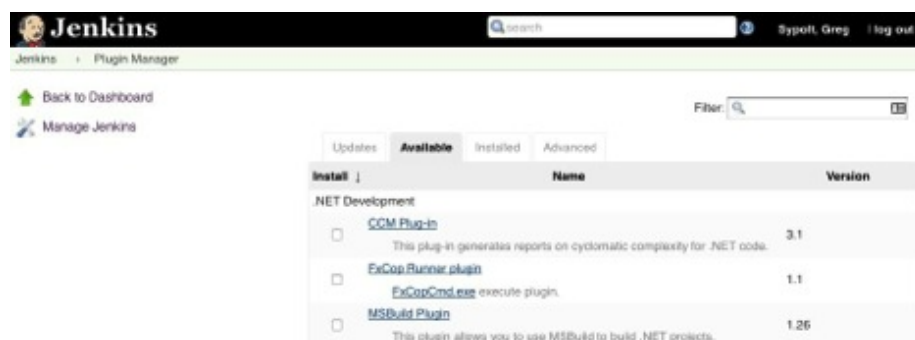 Jenkins
search
Sypolt, Greg | log out
Jenkins › Plugin Manager
Back to Dashboard
Manage Jenkins
Filter:
Updates Available Installed Advanced
Install ↓ Name Version
.NET Development
CCM Plug-in
This plug-in generates reports on cyclomatic complexity for .NET code.
3.1
FxCop Runner plugin
FxCopCmd.exe execute plugin.
1.1
MSBuild Plugin
This plugin allows you to use MSBuild to build .NET projects.
1.26